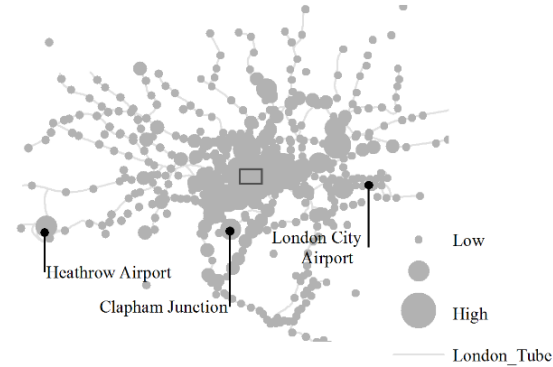 London City
Airport
Low
Heathrow Airport
Clapham Junction
High
London_Tube